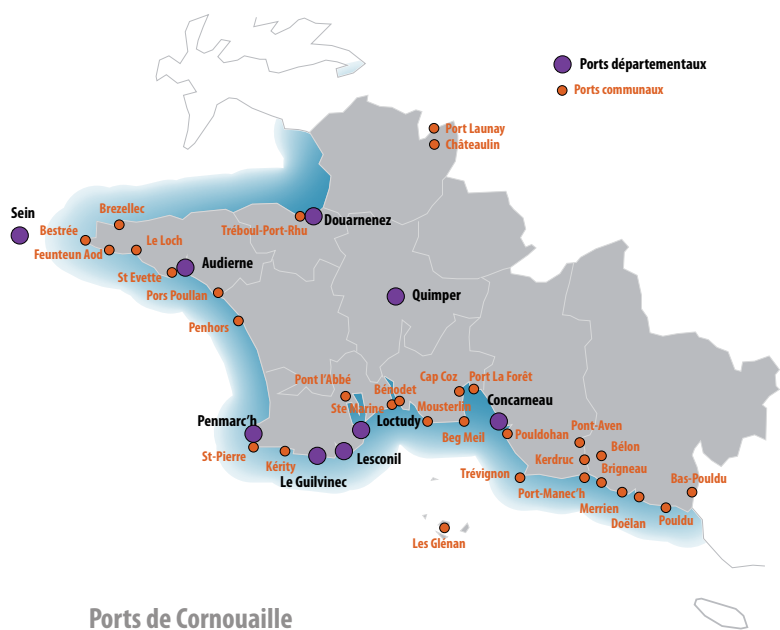 Ports départementaux
Ports communaux
Port Launay
Châteaulin
Brezellec
Sein
Bestrée
Le Loch
Tréboul-Port-Rhu
Douarnenez
Feunteun Aod
Audierne
St Evette
Pors Poullan
Quimper
Penhors
Pont l'Abbé
Cap Coz
Port La Forêt
Bénodet
Concarneau
Ste Marine
Mousterlin
Penmarc'h
Loctudy
Pont-Aven
Beg Meil
Pouldohan
St-Pierre
Kérity
Lesconil
Bélon
Kerdruc
Brigneau
Le Guilvinec
Trévignon
Bas-Pouldu
Port-Manec'h
Merrien
Doëlan
Pouldu
Les Glénan
Ports de Cornouaille